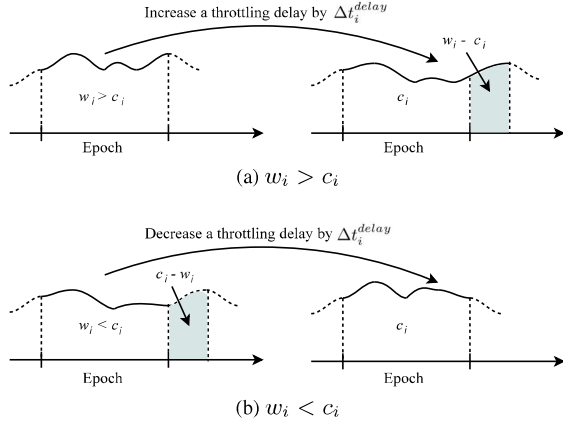 Increase a throttling delay by Δt_i^{delay}
w_i - c_i
w_i > c_i
c_i
Epoch
Epoch
(a) w_i > c_i
Decrease a throttling delay by Δt_i^{delay}
c_i - w_i
w_i < c_i
c_i
Epoch
Epoch
(b) w_i < c_i